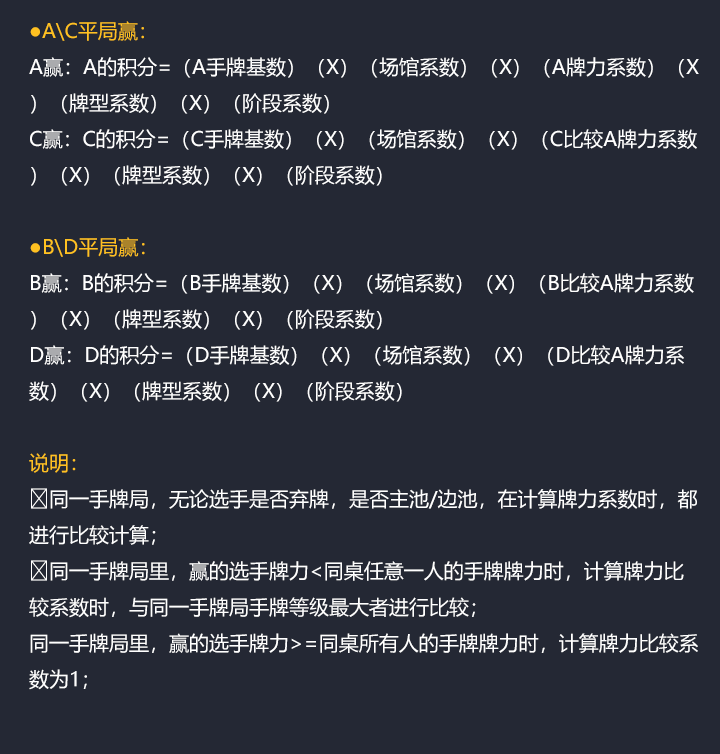 ●A\C平局赢：
A赢：A的积分=（A手牌基数）（X）（场馆系数）（X）（A牌力系数）（X
）（牌型系数）（X）（阶段系数）
C赢：C的积分=（C手牌基数）（X）（场馆系数）（X）（C比较A牌力系数
）（X）（牌型系数）（X）（阶段系数）
●B\D平局赢：
B赢：B的积分=（B手牌基数）（X）（场馆系数）（X）（B比较A牌力系数
）（X）（牌型系数）（X）（阶段系数）
D赢：D的积分=（D手牌基数）（X）（场馆系数）（X）（D比较A牌力系
数）（X）（牌型系数）（X）（阶段系数）
说明：
同一手牌局，无论选手是否弃牌，是否主池/边池，在计算牌力系数时，都
进行比较计算；
同一手牌局里，赢的选手牌力<同桌任意一人的手牌牌力时，计算牌力比
较系数时，与同一手牌局手牌等级最大者进行比较；
同一手牌局里，赢的选手牌力>=同桌所有人的手牌牌力时，计算牌力比较系
数为1；